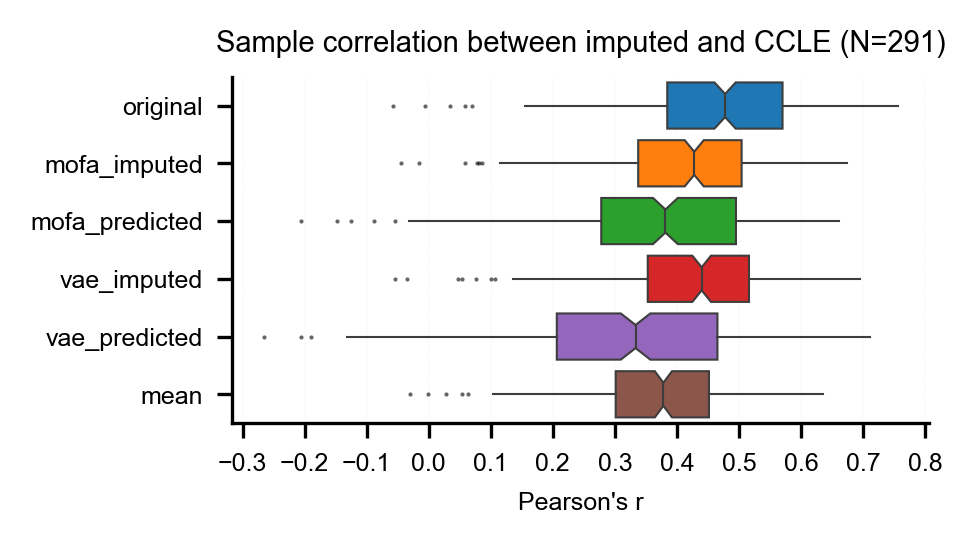 Sample correlation between imputed and CCLE (N=291)
original
mofa_imputed
mofa_predicted
vae_imputed
vae_predicted
mean
−0.3 −0.2 −0.1 0.0 0.1 0.2 0.3 0.4 0.5 0.6 0.7 0.8
Pearson's r